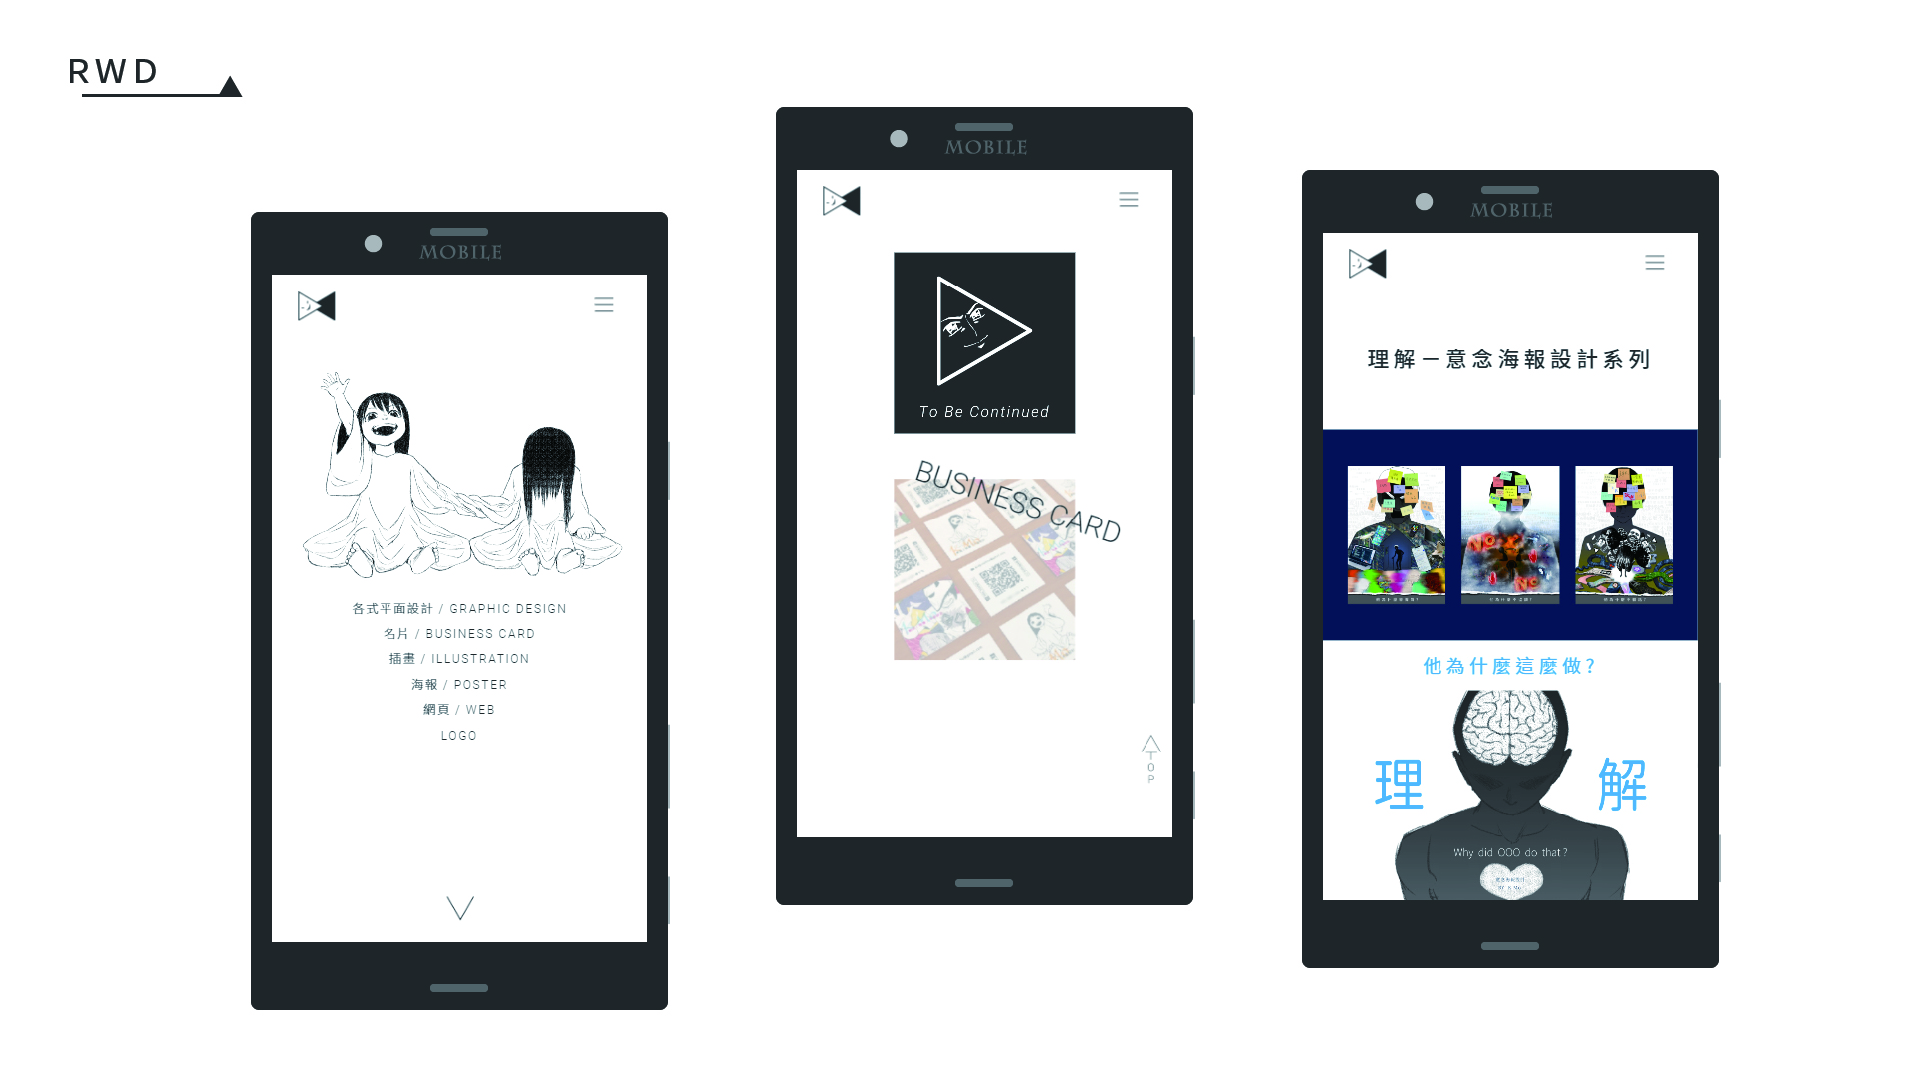 RWD
MOBILE
各式平面設計 / GRAPHIC DESIGN
名片 / BUSINESS CARD
插畫 / ILLUSTRATION
海報 / POSTER
網頁 / WEB
LOGO
MOBILE
To Be Continued
BUSINESS CARD
TOP
MOBILE
理解－意念海報設計系列
No
No
他為什麼這麼做?
理 解
Why did OOO do that?